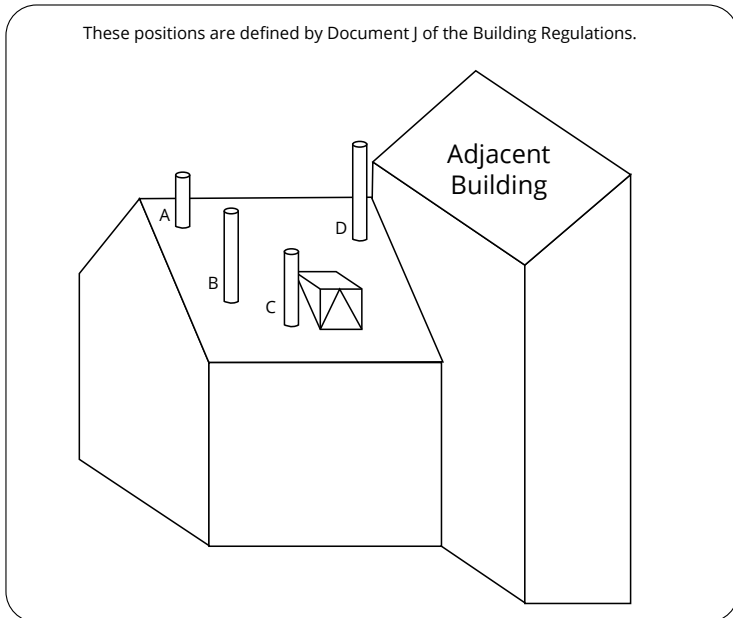 These positions are defined by Document J of the Building Regulations.
Adjacent
Building
A
D
B
C